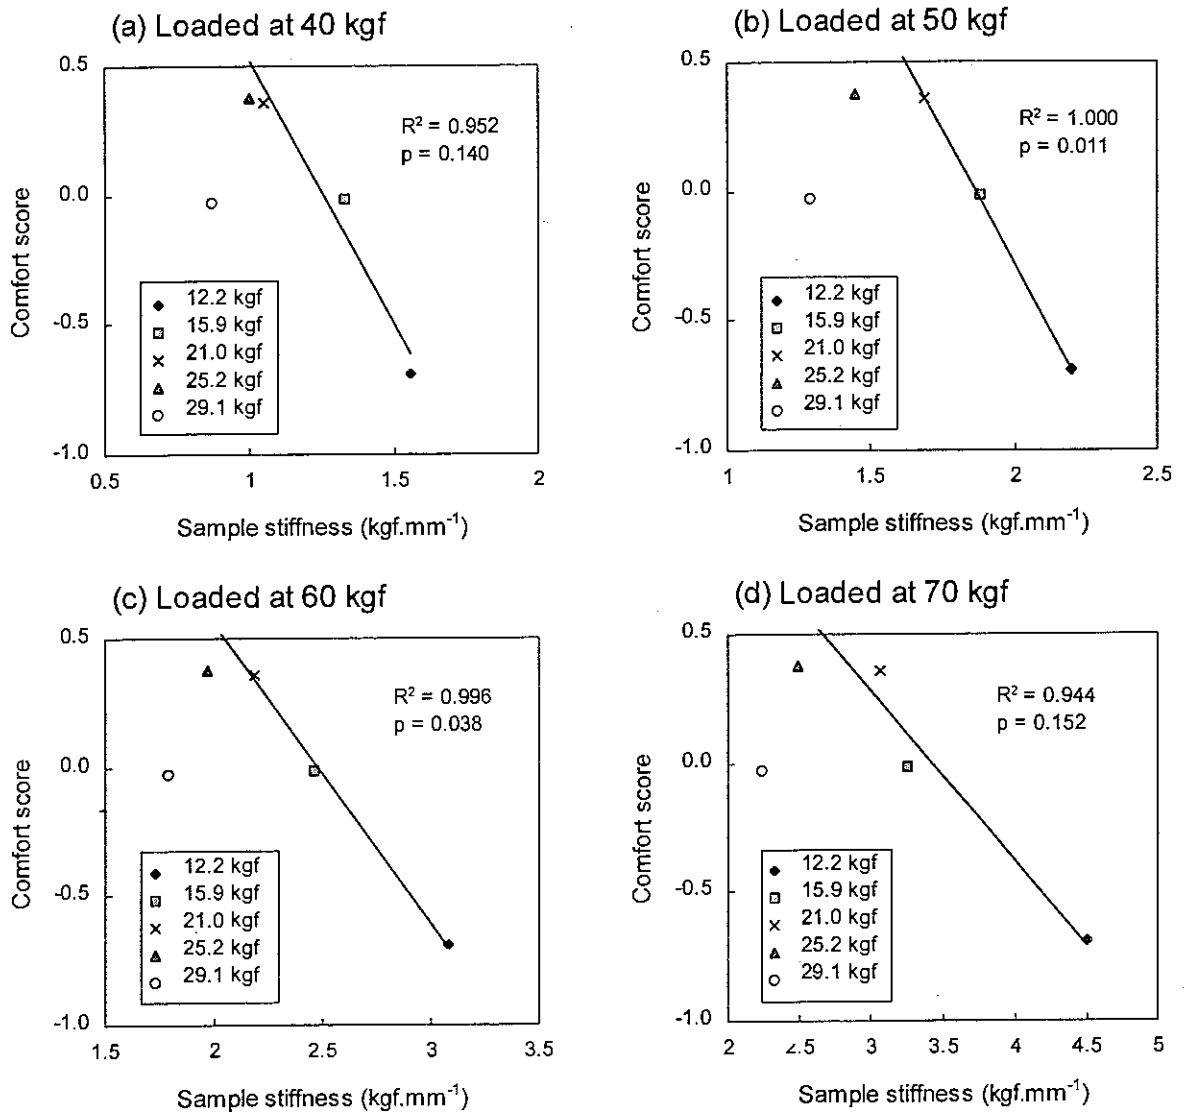 (a) Loaded at 40 kgf
0.5
0.0
-0.5
-1.0
Comfort score
R² = 0.952
p = 0.140
12.2 kgf
15.9 kgf
21.0 kgf
25.2 kgf
29.1 kgf
0.5 1 1.5 2
Sample stiffness (kgf.mm⁻¹)
(b) Loaded at 50 kgf
0.5
0.0
-0.5
-1.0
Comfort score
R² = 1.000
p = 0.011
12.2 kgf
15.9 kgf
21.0 kgf
25.2 kgf
29.1 kgf
1 1.5 2 2.5
Sample stiffness (kgf.mm⁻¹)
(c) Loaded at 60 kgf
0.5
0.0
-0.5
-1.0
Comfort score
R² = 0.996
p = 0.038
12.2 kgf
15.9 kgf
21.0 kgf
25.2 kgf
29.1 kgf
1.5 2 2.5 3 3.5
Sample stiffness (kgf.mm⁻¹)
(d) Loaded at 70 kgf
0.5
0.0
-0.5
-1.0
Comfort score
R² = 0.944
p = 0.152
12.2 kgf
15.9 kgf
21.0 kgf
25.2 kgf
29.1 kgf
2 2.5 3 3.5 4 4.5 5
Sample stiffness (kgf.mm⁻¹)